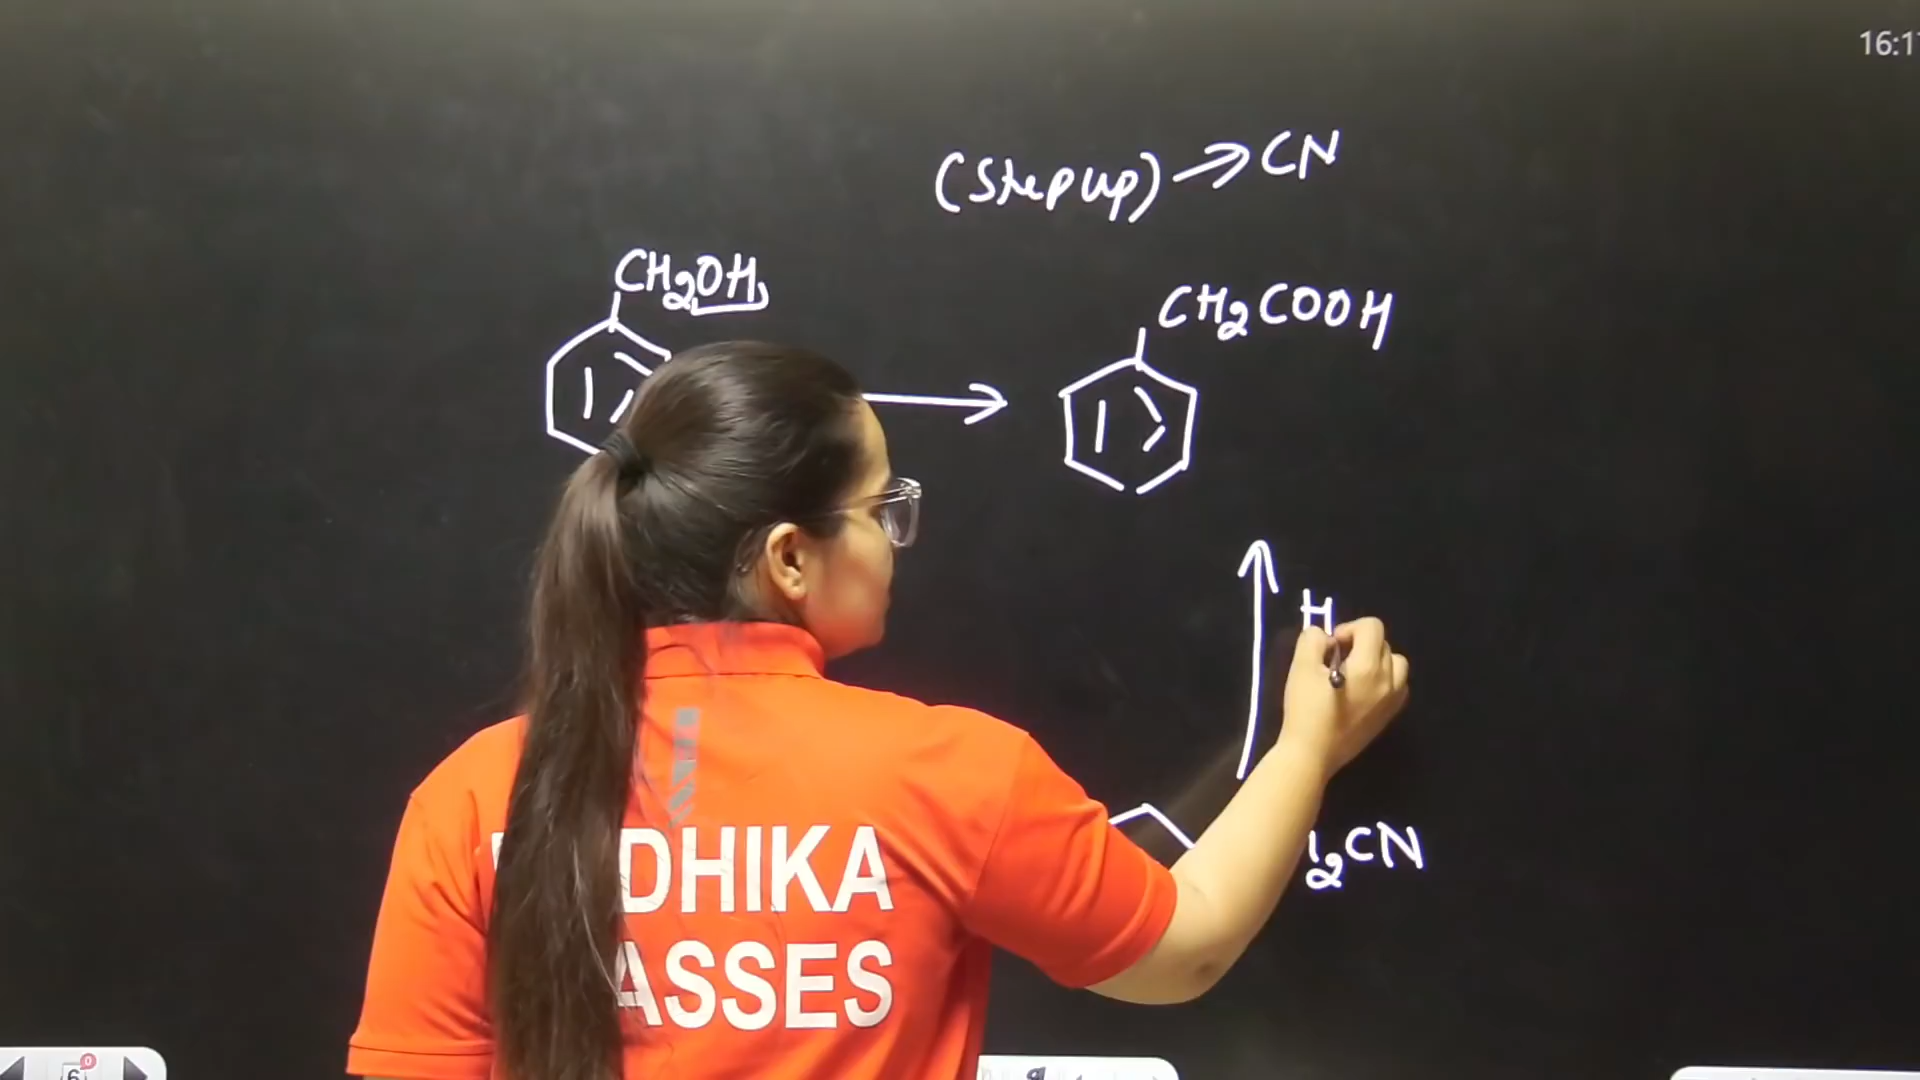 16:1
(Step up) → CN
CH2OH
CH2COOH
H
2CN
DHIKA
ASSES